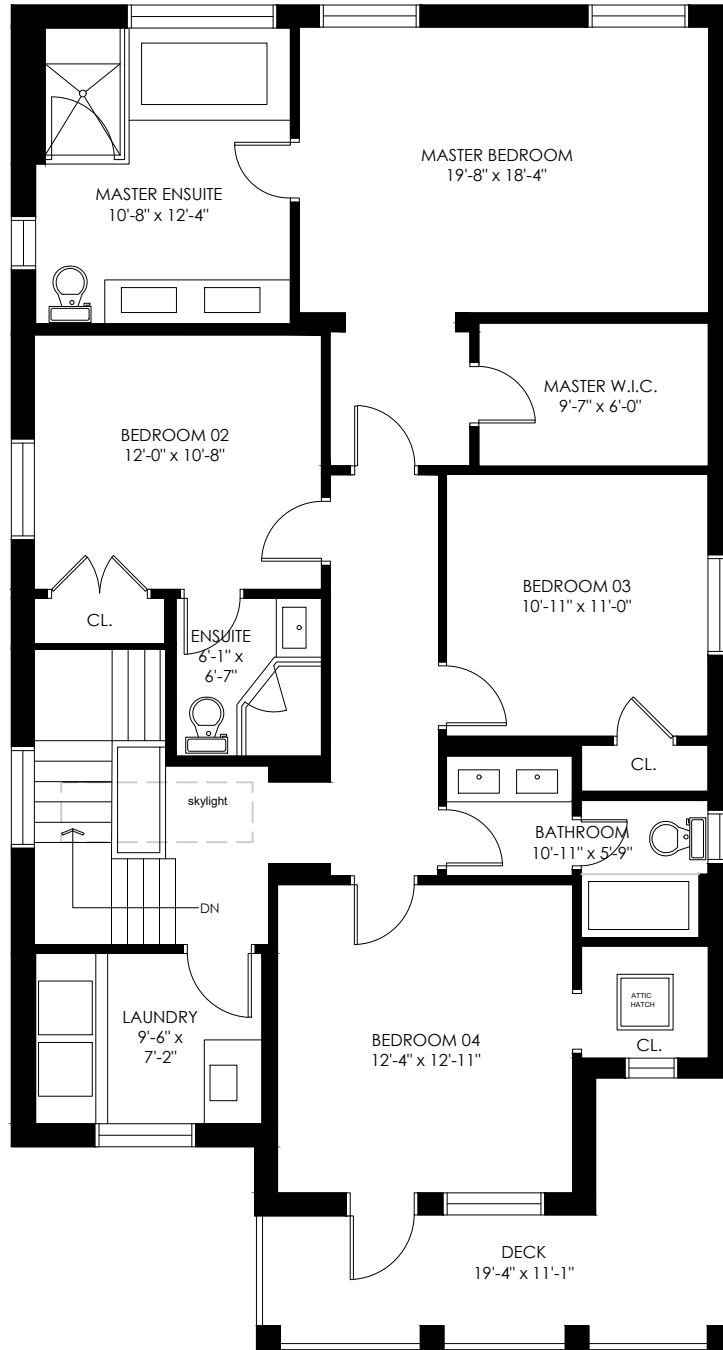 MASTER BEDROOM
19'-8" x 18'-4"
MASTER ENSUITE
10'-8" x 12'-4"
MASTER W.I.C.
9'-7" x 6'-0"
BEDROOM 02
12'-0" x 10'-8"
BEDROOM 03
10'-11" x 11'-0"
CL.
ENSUITE
6'-1" x
6'-7"
CL.
skylight
BATHROOM
10'-11" x 5'-9"
DN
ATTIC
HATCH
LAUNDRY
9'-6" x
7'-2"
BEDROOM 04
12'-4" x 12'-11"
CL.
DECK
19'-4" x 11'-1"